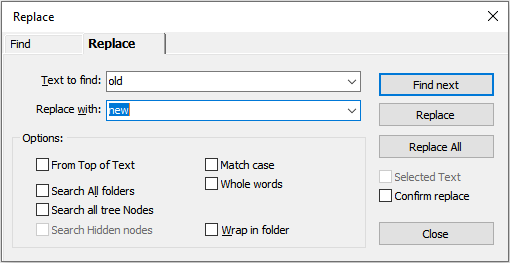 Replace
Find Replace
Text to find: old Find next
Replace with: new Replace
Options: Replace All
From Top of Text Match case
Search All folders Whole words Selected Text
Search all tree Nodes Confirm replace
Search Hidden nodes Wrap in folder Close